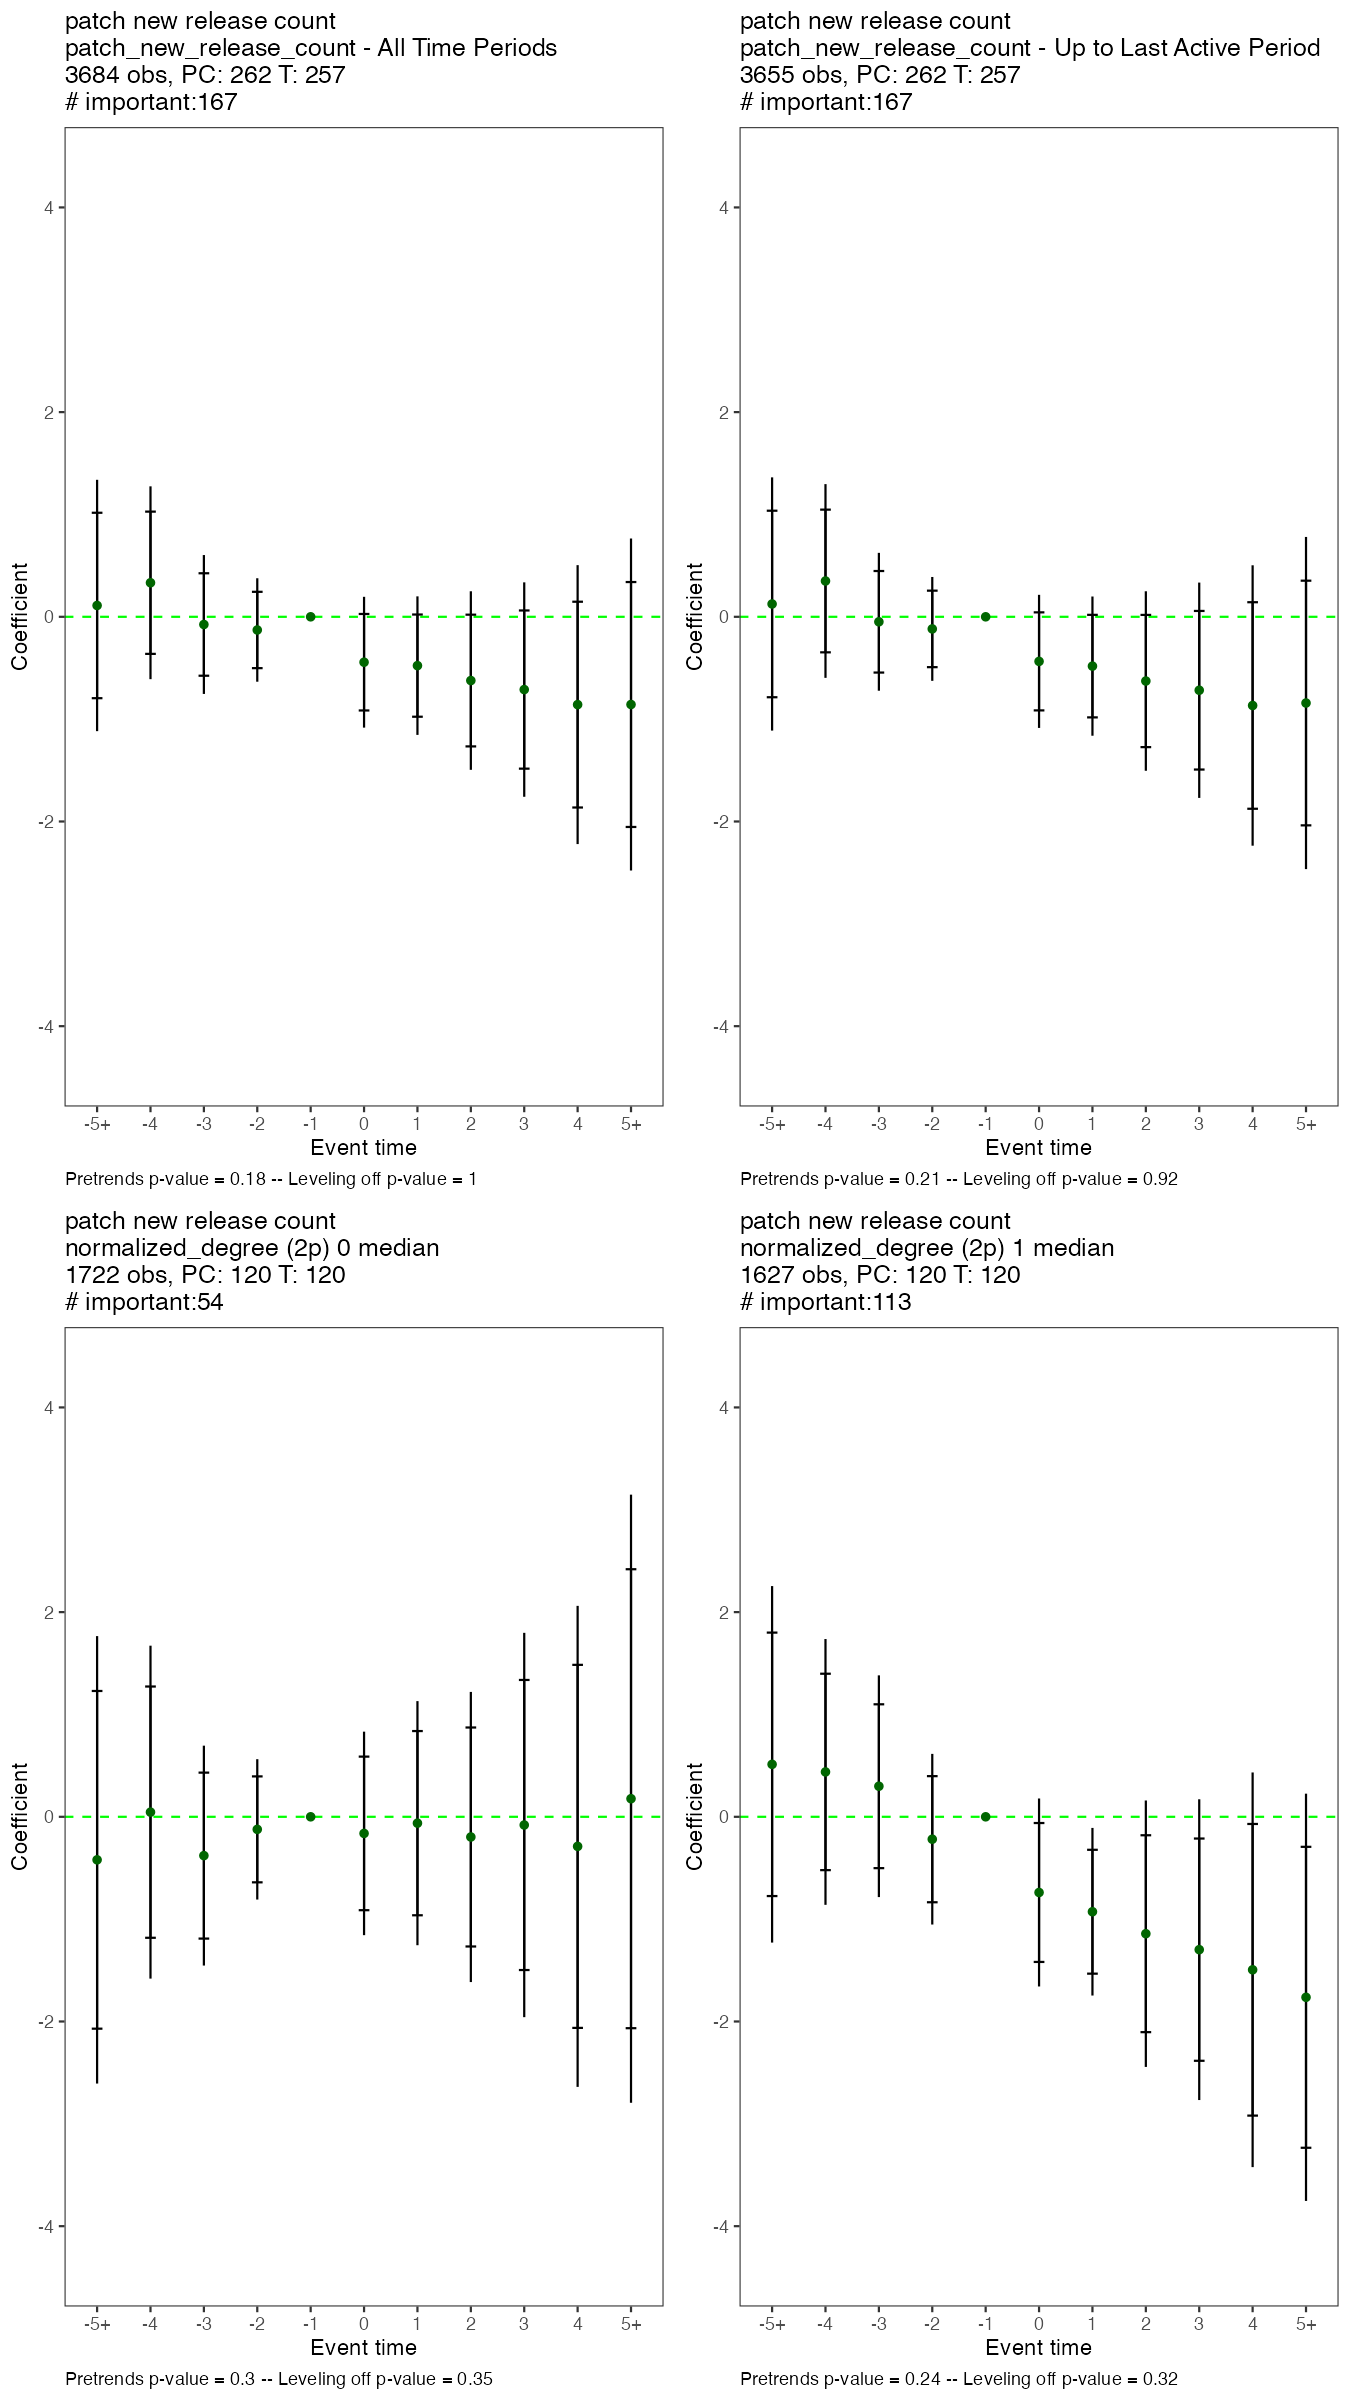 patch new release count
patch_new_release_count - All Time Periods
3684 obs, PC: 262 T: 257
# important:167
4
2
0
-2
-4
Coefficient
-5+ -4 -3 -2 -1 0 1 2 3 4 5+
Event time
Pretrends p-value = 0.18 -- Leveling off p-value = 1
patch new release count
patch_new_release_count - Up to Last Active Period
3655 obs, PC: 262 T: 257
# important:167
4
2
0
-2
-4
Coefficient
-5+ -4 -3 -2 -1 0 1 2 3 4 5+
Event time
Pretrends p-value = 0.21 -- Leveling off p-value = 0.92
patch new release count
normalized_degree (2p) 0 median
1722 obs, PC: 120 T: 120
# important:54
4
2
0
-2
-4
Coefficient
-5+ -4 -3 -2 -1 0 1 2 3 4 5+
Event time
Pretrends p-value = 0.3 -- Leveling off p-value = 0.35
patch new release count
normalized_degree (2p) 1 median
1627 obs, PC: 120 T: 120
# important:113
4
2
0
-2
-4
Coefficient
-5+ -4 -3 -2 -1 0 1 2 3 4 5+
Event time
Pretrends p-value = 0.24 -- Leveling off p-value = 0.32